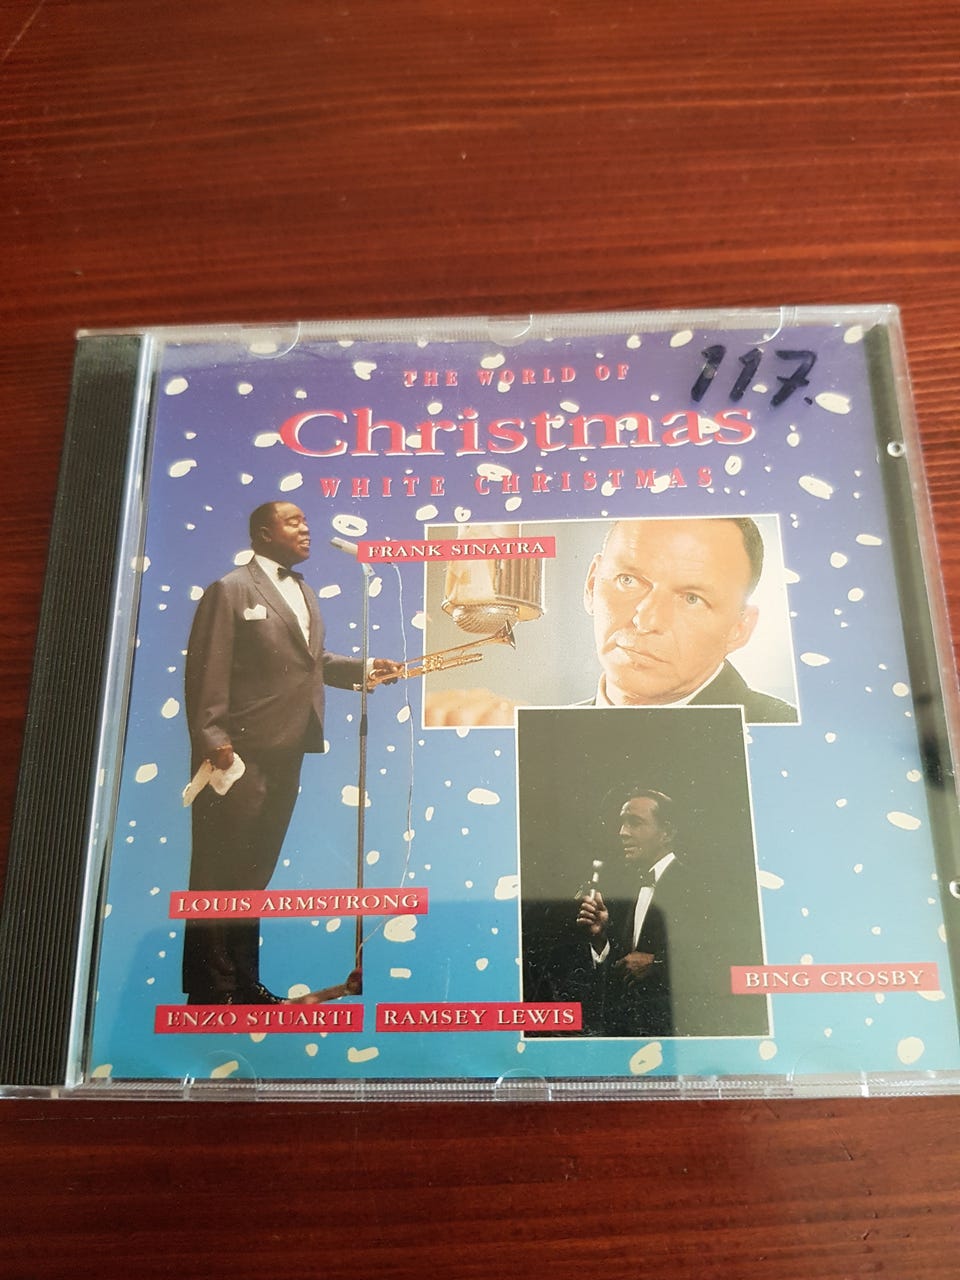 THE WORLD OF
117.
Christmas
WHITE CHRISTMAS
FRANK SINATRA
LOUIS ARMSTRONG
BING CROSBY
ENZO STUARTI
RAMSEY LEWIS